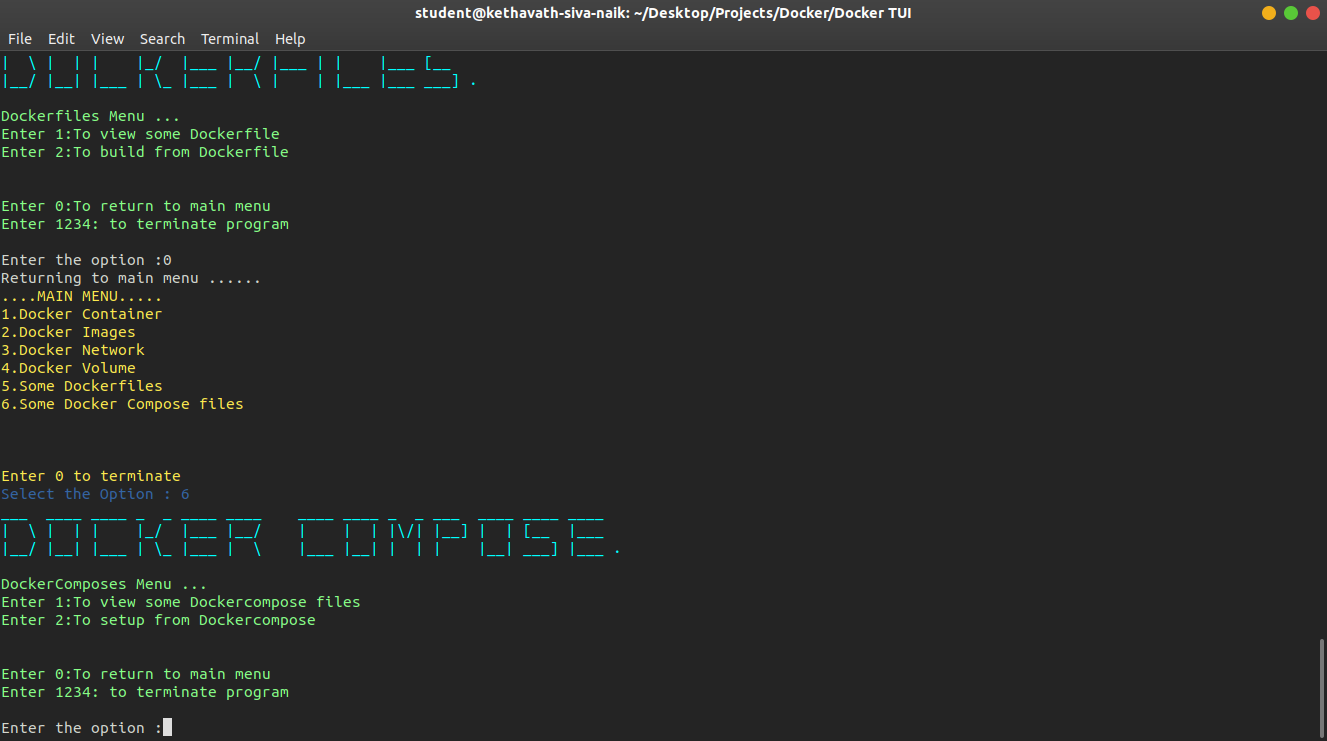 student@kethavath-siva-naik: ~/Desktop/Projects/Docker/Docker TUI
File Edit View Search Terminal Help
|  \ |  | |    |_/  |___ |__/ |___ | |    |___ [__
|__/ |__| |___ | \_ |___ |  \ |    | |___ |___ ___] .
Dockerfiles Menu ...
Enter 1:To view some Dockerfile
Enter 2:To build from Dockerfile
Enter 0:To return to main menu
Enter 1234: to terminate program
Enter the option :0
Returning to main menu ......
....MAIN MENU.....
1.Docker Container
2.Docker Images
3.Docker Network
4.Docker Volume
5.Some Dockerfiles
6.Some Docker Compose files
Enter 0 to terminate
Select the Option : 6
___  ____ ____ _  _ ____ ____    ____ ____ _  _ ___  ____ ____ ____
|  \ |  | |    |_/  |___ |__/    |    |  | |\/| |__] |  | [__  |___
|__/ |__| |___ | \_ |___ |  \    |___ |__| |  | |    |__| ___] |___ .
DockerComposes Menu ...
Enter 1:To view some Dockercompose files
Enter 2:To setup from Dockercompose
Enter 0:To return to main menu
Enter 1234: to terminate program
Enter the option :